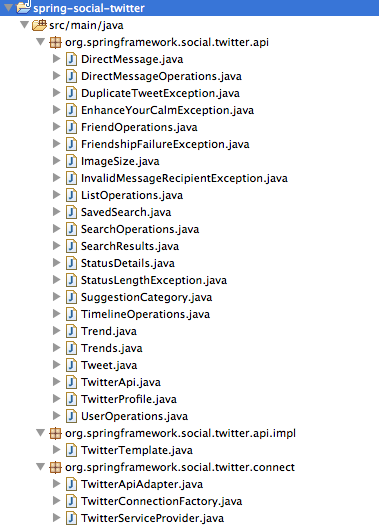 spring-social-twitter
src/main/java
org.springframework.social.twitter.api
DirectMessage.java
DirectMessageOperations.java
DuplicateTweetException.java
EnhanceYourCalmException.java
FriendOperations.java
FriendshipFailureException.java
ImageSize.java
InvalidMessageRecipientException.java
ListOperations.java
SavedSearch.java
SearchOperations.java
SearchResults.java
StatusDetails.java
StatusLengthException.java
SuggestionCategory.java
TimelineOperations.java
Trend.java
Trends.java
Tweet.java
TwitterApi.java
TwitterProfile.java
UserOperations.java
org.springframework.social.twitter.api.impl
TwitterTemplate.java
org.springframework.social.twitter.connect
TwitterApiAdapter.java
TwitterConnectionFactory.java
TwitterServiceProvider.java